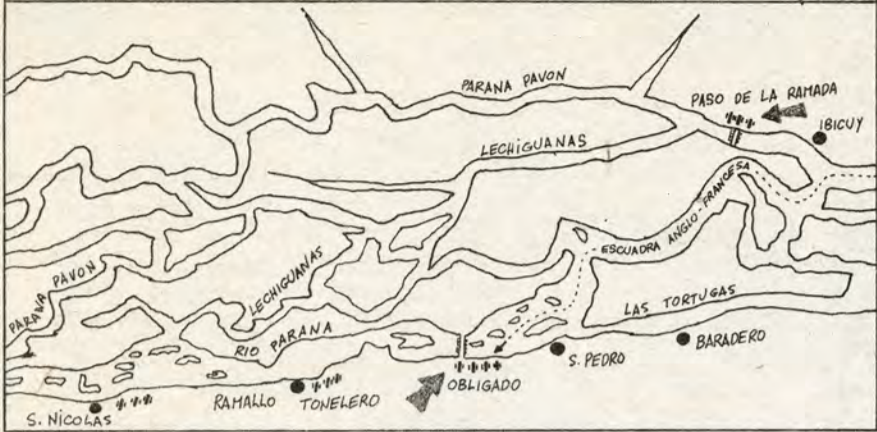 PARANA PAVON
PASO DE LA RAMADA
IBICUY
LECHIGUANAS
ESCUADRA ANGLO-FRANCESA
PARANA PAVON
LECHIGUANAS
LAS TORTUGAS
RIO PARANA
BARADERO
S. PEDRO
OBLIGADO
RAMALLO
TONELERO
S. NICOLAS